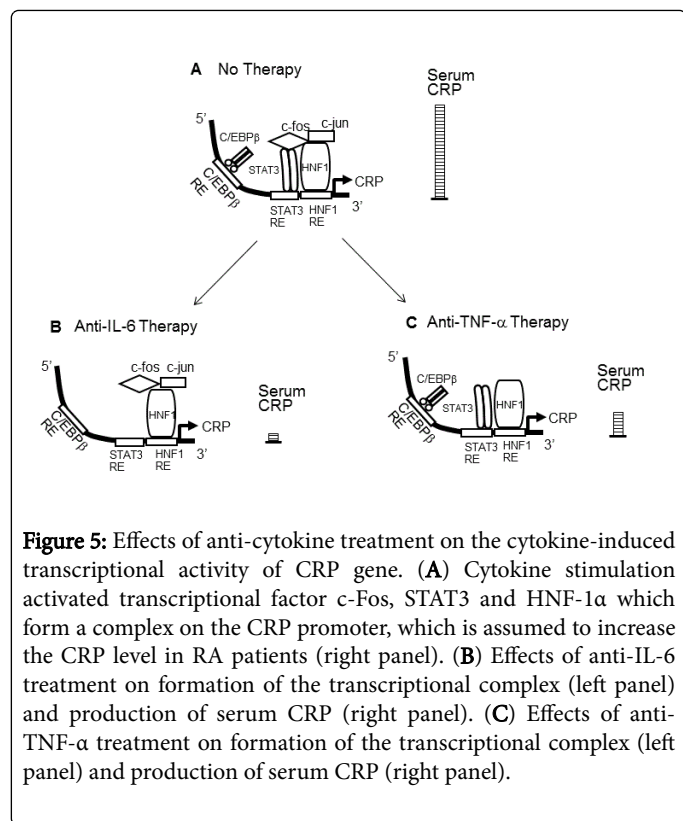 A No Therapy
Serum
CRP
5’
C/EBPβ
c-fos
c-jun
STAT3
HNF1
CRP
C/EBPβ
RE
STAT3
RE
HNF1
RE
3’
B Anti-IL-6 Therapy
5’
c-fos
c-jun
HNF1
CRP
C/EBPβ
RE
STAT3
RE
HNF1
RE
3’
Serum
CRP
C Anti-TNF-α Therapy
5’
C/EBPβ
STAT3
HNF1
CRP
C/EBPβ
RE
STAT3
RE
HNF1
RE
3’
Serum
CRP
Figure 5: Effects of anti-cytokine treatment on the cytokine-induced
transcriptional activity of CRP gene. (A) Cytokine stimulation
activated transcriptional factor c-Fos, STAT3 and HNF-1α which
form a complex on the CRP promoter, which is assumed to increase
the CRP level in RA patients (right panel). (B) Effects of anti-IL-6
treatment on formation of the transcriptional complex (left panel)
and production of serum CRP (right panel). (C) Effects of anti-
TNF-α treatment on formation of the transcriptional complex (left
panel) and production of serum CRP (right panel).